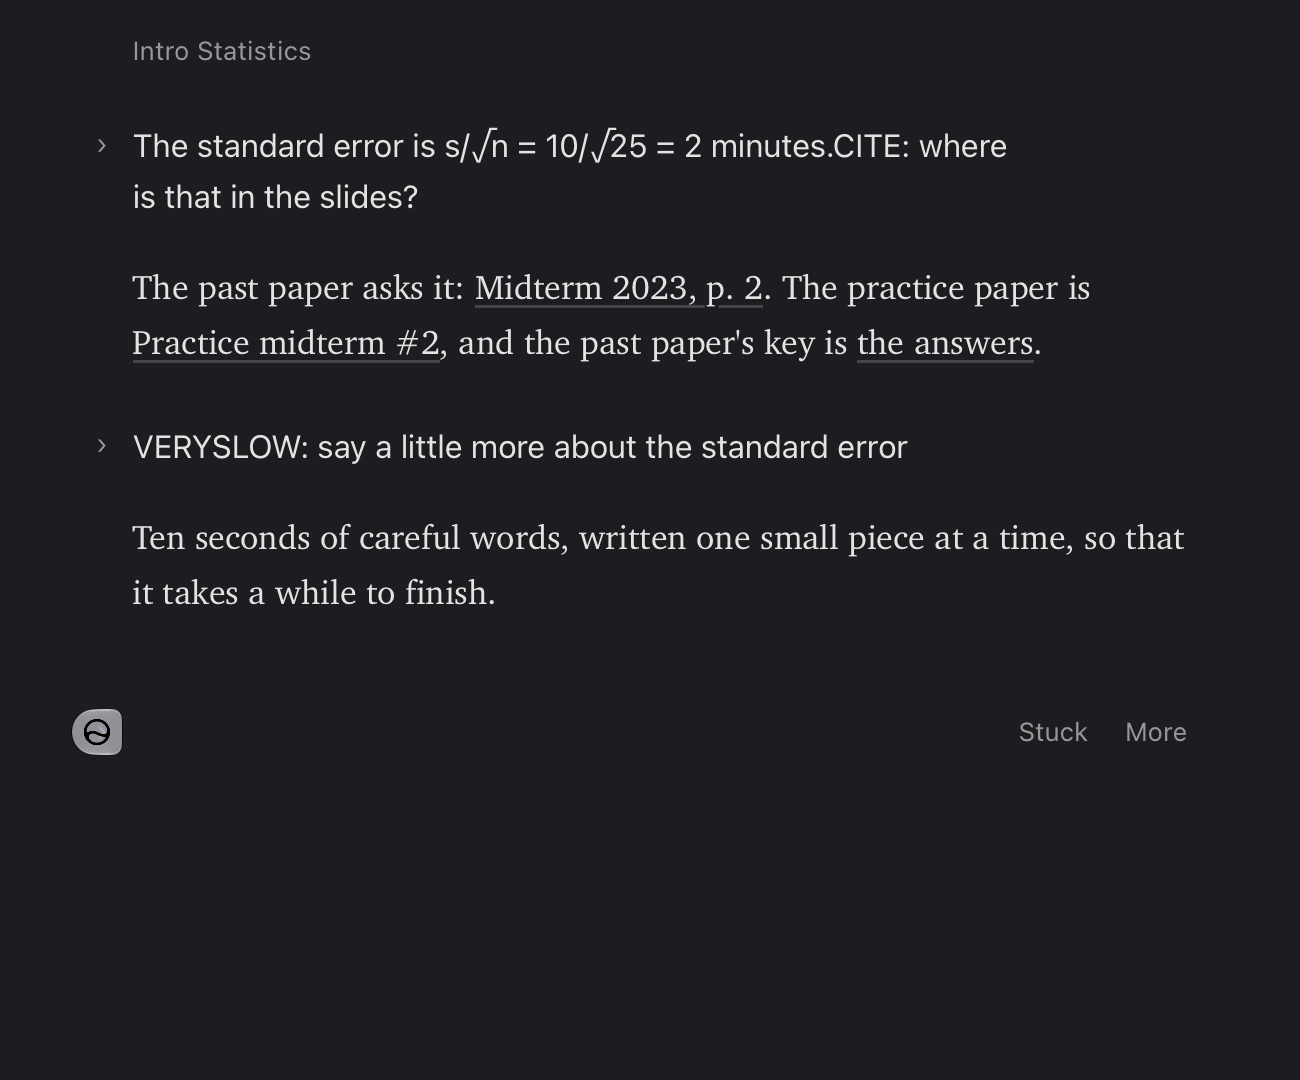 Intro Statistics
› The standard error is s/√n = 10/√25 = 2 minutes.CITE: where
is that in the slides?
The past paper asks it: Midterm 2023, p. 2. The practice paper is
Practice midterm #2, and the past paper's key is the answers.
› VERYSLOW: say a little more about the standard error
Ten seconds of careful words, written one small piece at a time, so that
it takes a while to finish.
Stuck More